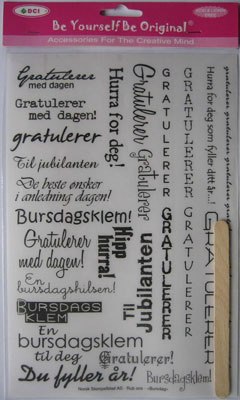 DCI
Be Yourself Be Original
Accessories For The Creative Mind
Gratulerer
med dagen
Gratulerer
med dagen!
gratulerer
Til jubilanten
De beste ønsker
i anledning dagen!
Bursdagsklem!
Gratulerer
med dagen!
En
bursdagshilsen!
BURSDAGS
KLEM
En bursdagsklem
til deg
Du fyller år!
Hurra for deg!
Hipp
hurra!
Gratulerer
Gratulerer
TIL
Jubilanten
Gratulerer!
GRATULERER
GRATULERER
GRATULERER
GRATULERER
Hurra for deg som fyller ditt år...!
gratulerer
GRATULERER
Bursdagsklem!